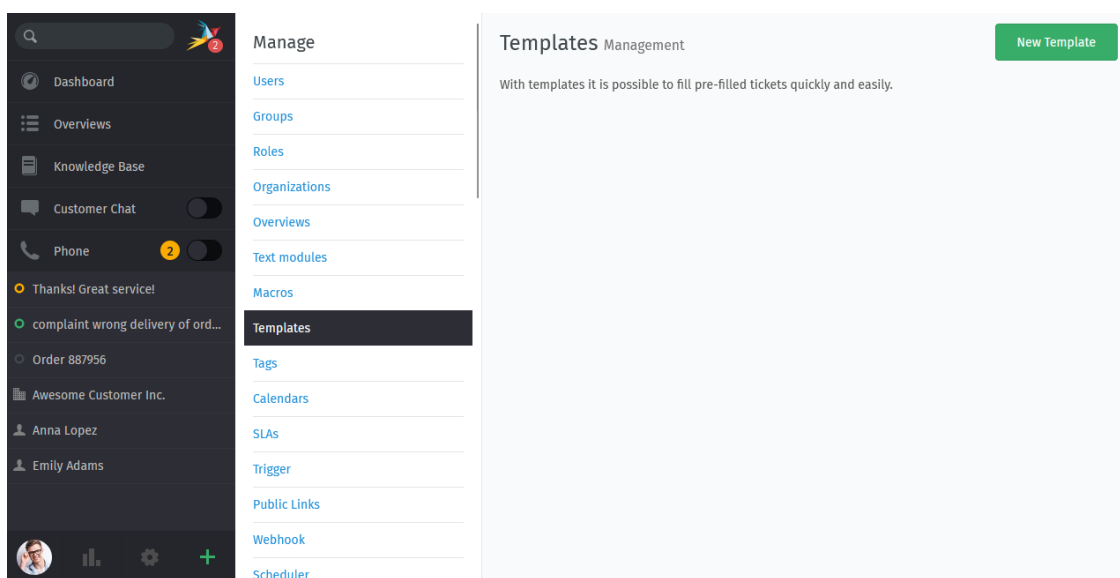 2
Dashboard
Overviews
Knowledge Base
Customer Chat
Phone 2
Thanks! Great service!
complaint wrong delivery of ord...
Order 887956
Awesome Customer Inc.
Anna Lopez
Emily Adams
Manage
Users
Groups
Roles
Organizations
Overviews
Text modules
Macros
Templates
Tags
Calendars
SLAs
Trigger
Public Links
Webhook
Scheduler
Templates Management
New Template
With templates it is possible to fill pre-filled tickets quickly and easily.